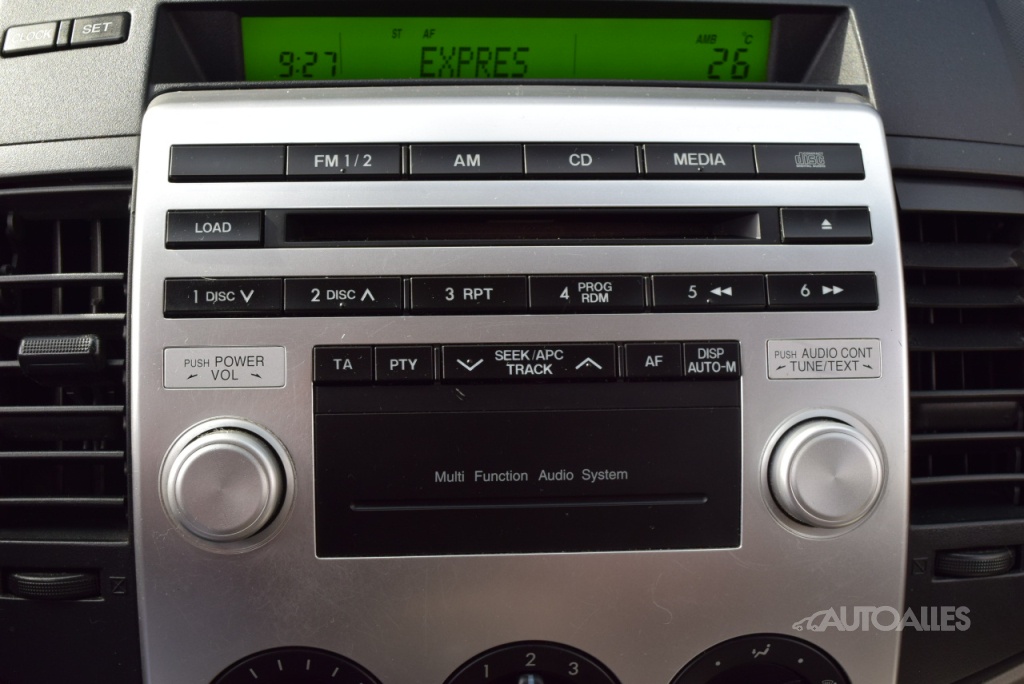 CLOCK SET
ST AF AMB °C
9:27 EXPRES 26
FM 1/2 AM CD MEDIA disc
LOAD
1 DISC 2 DISC 3 RPT 4 PROG RDM 5 6
PUSH POWER
VOL
TA PTY SEEK/APC TRACK AF DISP AUTO-M
PUSH AUDIO CONT
TUNE/TEXT
Multi Function Audio System
AUTOALLES
1 2 3